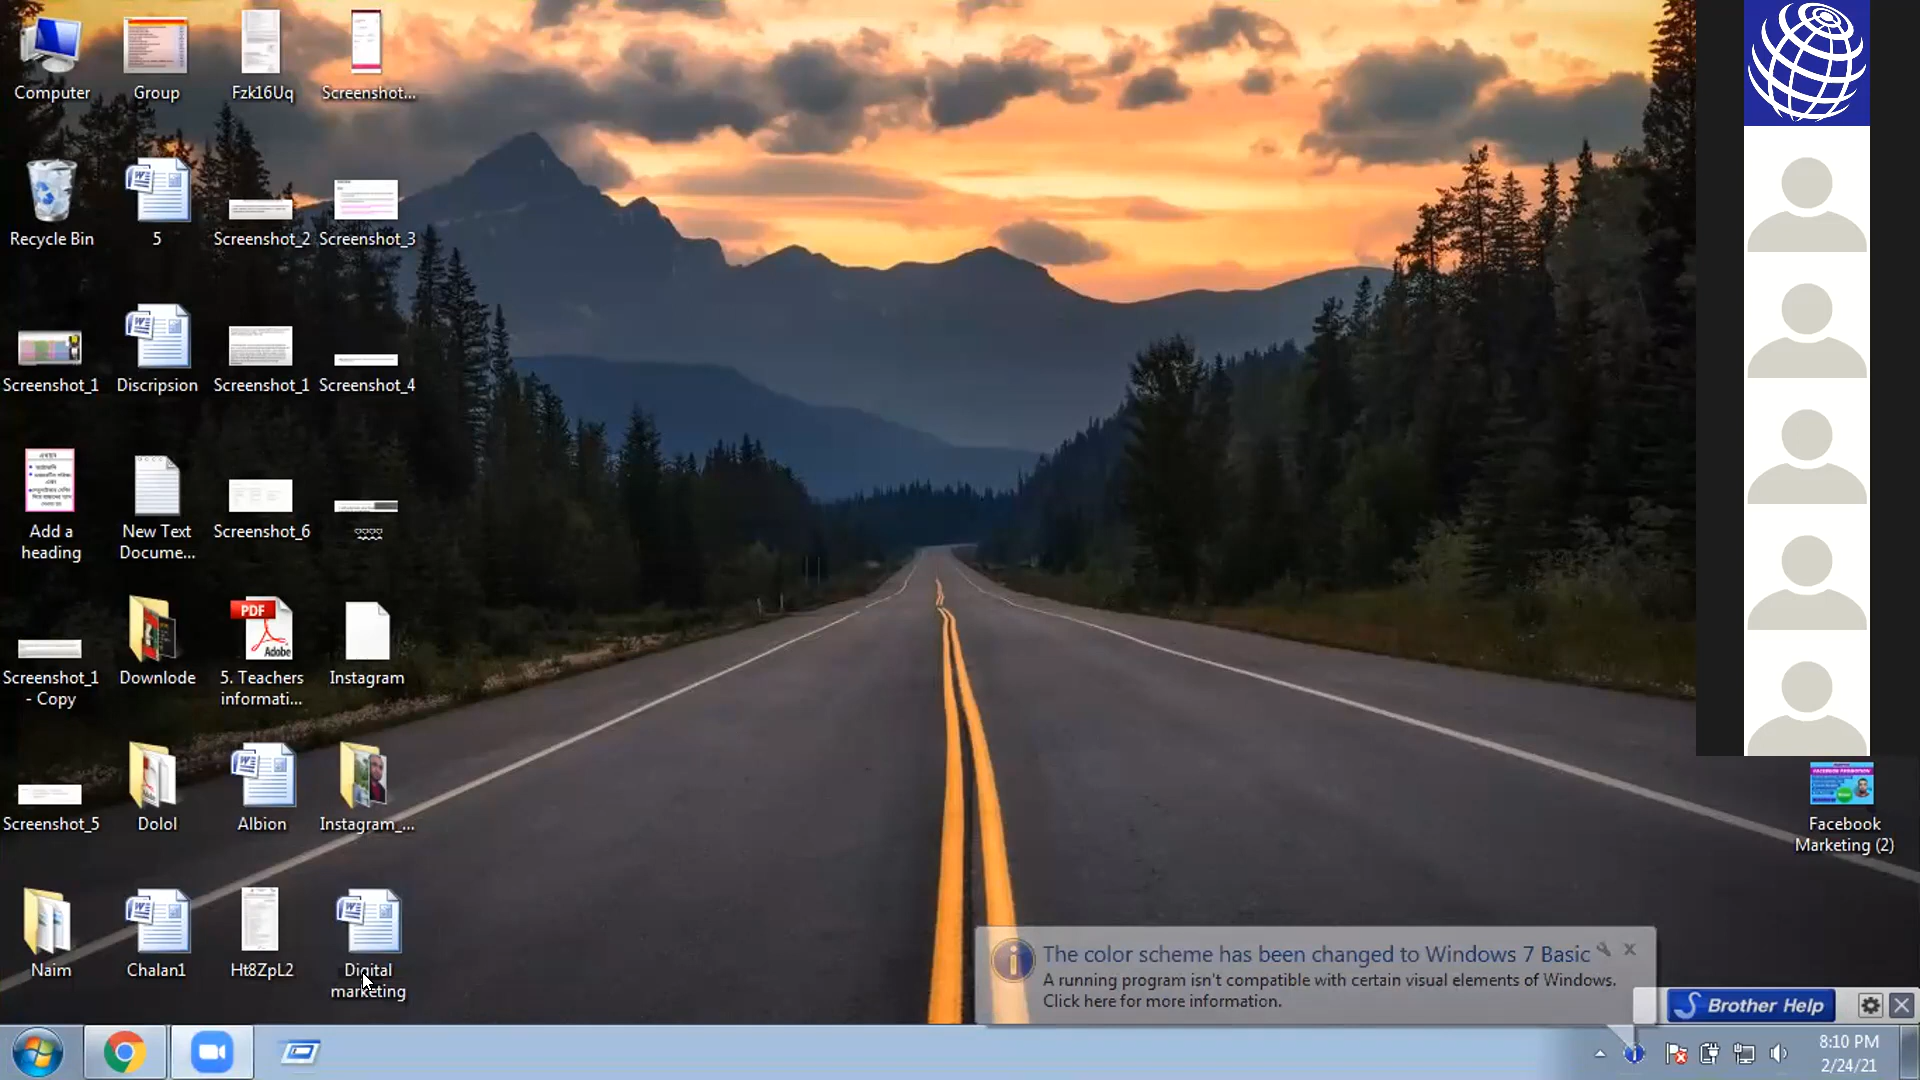 Computer
Group
Fzk16Uq
Screenshot...
Recycle Bin
5
Screenshot_2
Screenshot_3
Screenshot_1
Discripsion
Screenshot_1
Screenshot_4
Add a
heading
New Text
Docume...
Screenshot_6
Screenshot_1
- Copy
Downlode
PDF
Adobe
5. Teachers
informati...
Instagram
Screenshot_5
Dolol
Albion
Instagram_...
Naim
Chalan1
Ht8ZpL2
Digital
marketing
Facebook
Marketing (2)
The color scheme has been changed to Windows 7 Basic
A running program isn't compatible with certain visual elements of Windows.
Click here for more information.
Brother Help
8:10 PM
2/24/21